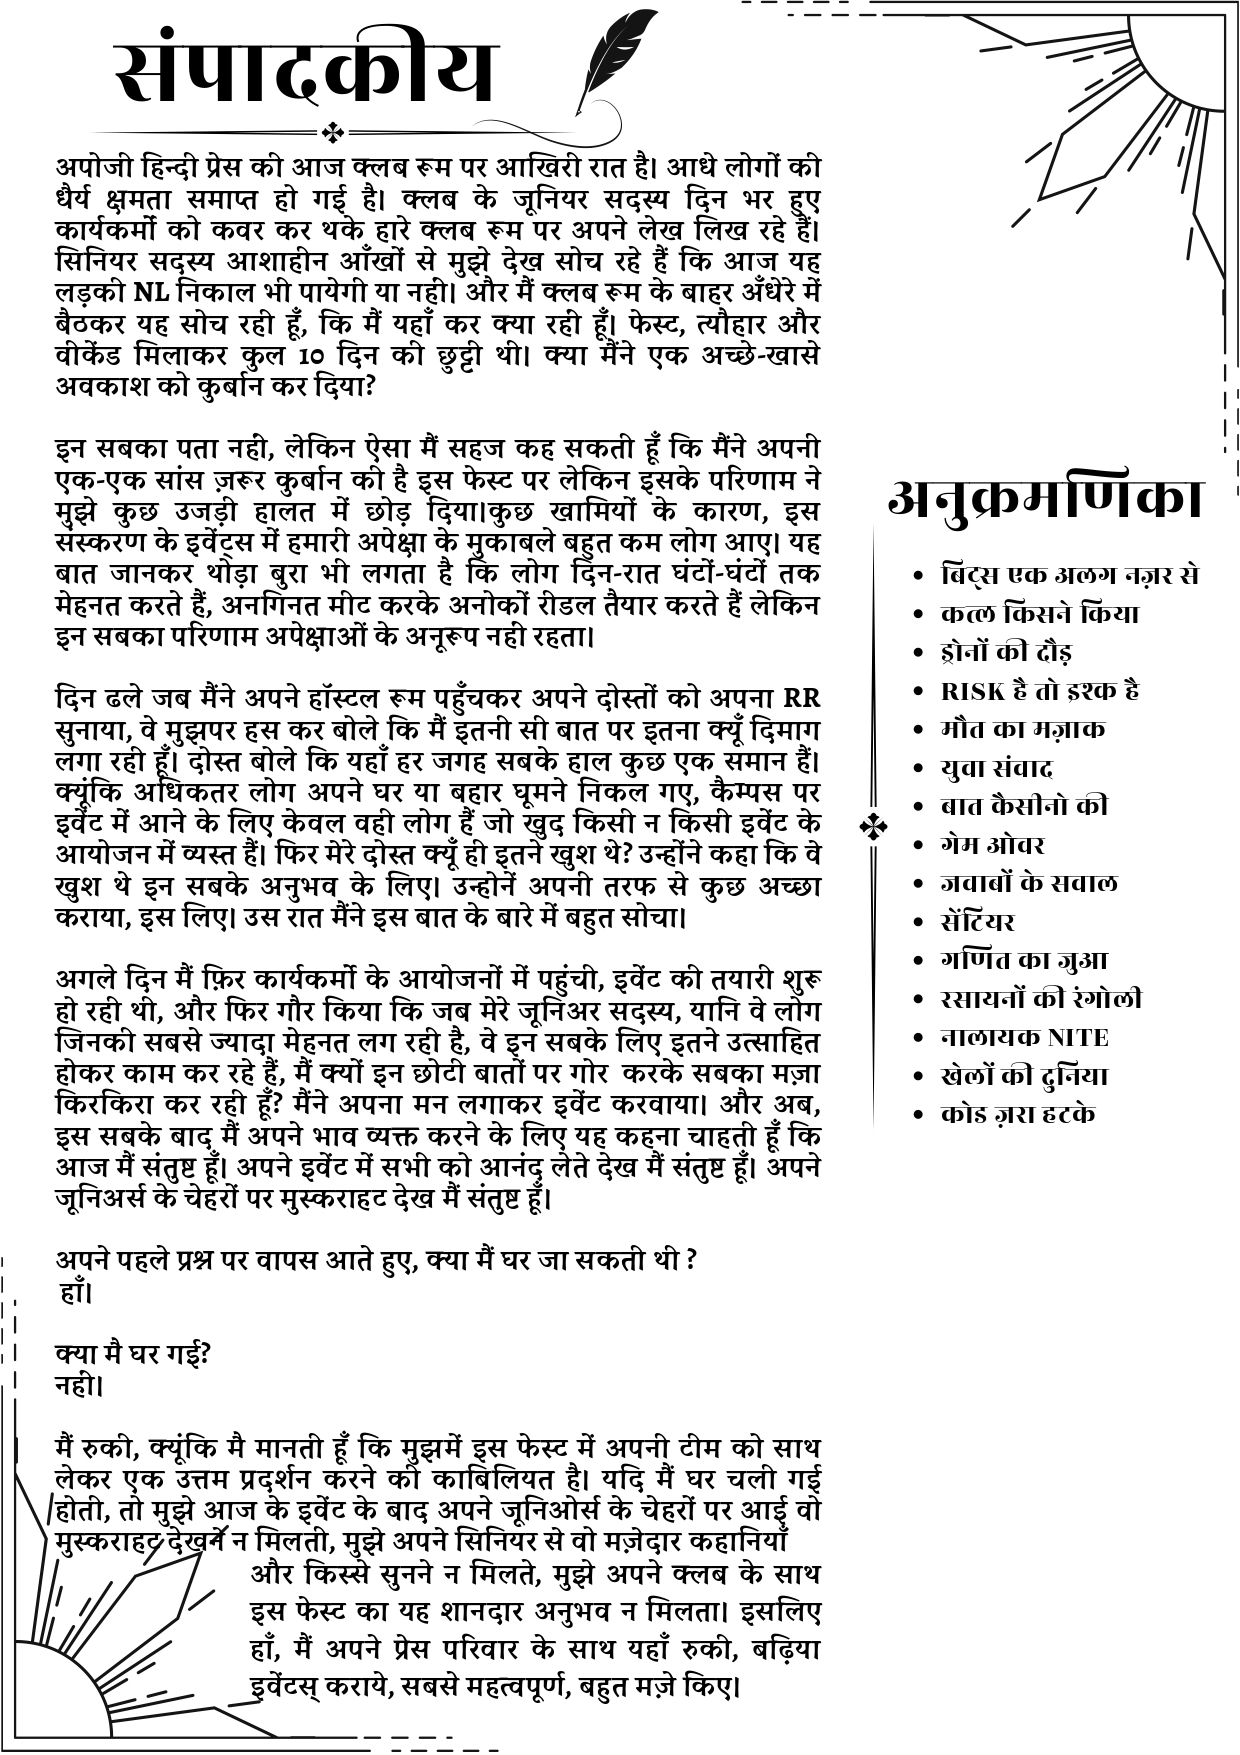 संपादकीय
अपोजी हिन्दी प्रेस की आज क्लब रूम पर आखिरी रात है। आधे लोगों की
धैर्य क्षमता समाप्त हो गई है। क्लब के जूनियर सदस्य दिन भर हुए
कार्यकर्मों को कवर कर थके हारे क्लब रूम पर अपने लेख लिख रहे हैं।
सिनियर सदस्य आशाहीन आँखों से मुझे देख सोच रहे हैं कि आज यह
लड़की NL निकाल भी पायेगी या नहीं। और मैं क्लब रूम के बाहर अँधेरे में
बैठकर यह सोच रही हूँ, कि मैं यहाँ कर क्या रही हूँ। फेस्ट, त्यौहार और
वीकेंड मिलाकर कुल 10 दिन की छुट्टी थी। क्या मैंने एक अच्छे-खासे
अवकाश को कुर्बान कर दिया?
इन सबका पता नहीं, लेकिन ऐसा मैं सहज कह सकती हूँ कि मैंने अपनी
एक-एक सांस ज़रूर कुर्बान की है इस फेस्ट पर लेकिन इसके परिणाम ने
मुझे कुछ उजड़ी हालत में छोड़ दिया।कुछ खामियों के कारण, इस
संस्करण के इवेंट्स में हमारी अपेक्षा के मुकाबले बहुत कम लोग आए। यह
बात जानकर थोड़ा बुरा भी लगता है कि लोग दिन-रात घंटों-घंटों तक
मेहनत करते हैं, अनगिनत मीट करके अनोकों रीडल तैयार करते हैं लेकिन
इन सबका परिणाम अपेक्षाओं के अनूरूप नहीं रहता।
दिन ढले जब मैंने अपने हॉस्टल रूम पहुँचकर अपने दोस्तों को अपना RR
सुनाया, वे मुझपर हस कर बोले कि मैं इतनी सी बात पर इतना क्यूँ दिमाग
लगा रही हूँ। दोस्त बोले कि यहाँ हर जगह सबके हाल कुछ एक समान हैं।
क्यूंकि अधिकतर लोग अपने घर या बहार घूमने निकल गए, कैम्पस पर
इवेंट में आने के लिए केवल वही लोग हैं जो खुद किसी न किसी इवेंट के
आयोजन में व्यस्त हैं। फिर मेरे दोस्त क्यूँ ही इतने खुश थे? उन्होंने कहा कि वे
खुश थे इन सबके अनुभव के लिए। उन्होनें अपनी तरफ से कुछ अच्छा
कराया, इस लिए। उस रात मैंने इस बात के बारे में बहुत सोचा।
अगले दिन मैं फ़िर कार्यकर्मो के आयोजनों में पहुंची, इवेंट की तयारी शुरू
हो रही थी, और फिर गौर किया कि जब मेरे जूनिअर सदस्य, यानि वे लोग
जिनकी सबसे ज्यादा मेहनत लग रही है, वे इन सबके लिए इतने उत्साहित
होकर काम कर रहे हैं, मैं क्यों इन छोटी बातों पर गोर करके सबका मज़ा
किरकिरा कर रही हूँ? मैंने अपना मन लगाकर इवेंट करवाया। और अब,
इस सबके बाद मैं अपने भाव व्यक्त करने के लिए यह कहना चाहती हूँ कि
आज मैं संतुष्ट हूँ। अपने इवेंट में सभी को आनंद लेते देख मैं संतुष्ट हूँ। अपने
जूनिअर्स के चेहरों पर मुस्कराहट देख मैं संतुष्ट हूँ।
अपने पहले प्रश्न पर वापस आते हुए, क्या मैं घर जा सकती थी ?
हाँ।
क्या मै घर गई?
नहीं।
मैं रुकी, क्यूंकि मै मानती हूँ कि मुझमें इस फेस्ट में अपनी टीम को साथ
लेकर एक उत्तम प्रदर्शन करने की काबिलियत है। यदि मैं घर चली गई
होती, तो मुझे आज के इवेंट के बाद अपने जूनिओर्स के चेहरों पर आई वो
मुस्कराहट देखने न मिलती, मुझे अपने सिनियर से वो मज़ेदार कहानियाँ
और किस्से सुनने न मिलते, मुझे अपने क्लब के साथ
इस फेस्ट का यह शानदार अनुभव न मिलता। इसलिए
हाँ, मैं अपने प्रेस परिवार के साथ यहाँ रुकी, बढ़िया
इवेंटस् कराये, सबसे महत्वपूर्ण, बहुत मज़े किए।
अनुक्रमणिका
• बिट्स एक अलग नज़र से
• कत्ल किसने किया
• ड्रोनों की दौड़
• RISK है तो इश्क है
• मौत का मज़ाक
• युवा संवाद
• बात कैसीनो की
• गेम ओवर
• जवाबों के सवाल
• सेंटियर
• गणित का जुआ
• रसायनों की रंगोली
• नालायक NITE
• खेलों की दुनिया
• कोड ज़रा हटके